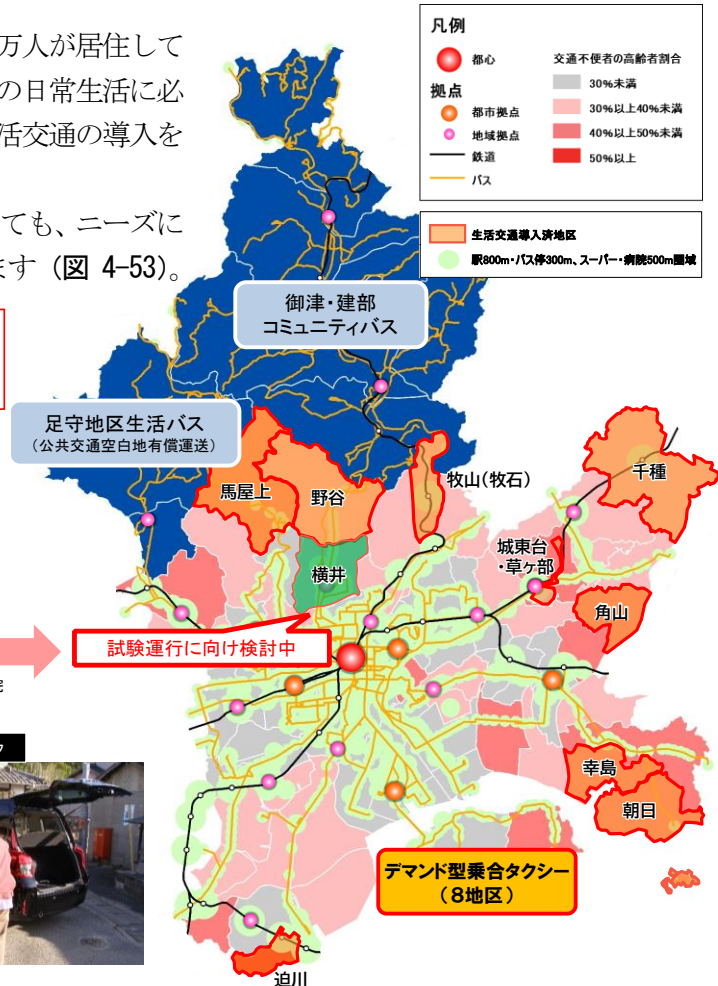 万人が居住して
の日常生活に必
活交通の導入を
ても、ニーズに
ます（図 4-53）。
凡例
都心
拠点
都市拠点
地域拠点
鉄道
バス
交通不便者の高齢者割合
30%未満
30%以上40%未満
40%以上50%未満
50%以上
生活交通導入済地区
駅800m・バス停300m、スーパー・病院500m圏域
御津・建部
コミュニティバス
足守地区生活バス
（公共交通空白地有償運送）
馬屋上
野谷
牧山（牧石）
千種
横井
城東台
・草ヶ部
角山
試験運行に向け検討中
幸島
朝日
デマンド型乗合タクシー
（8地区）
迫川